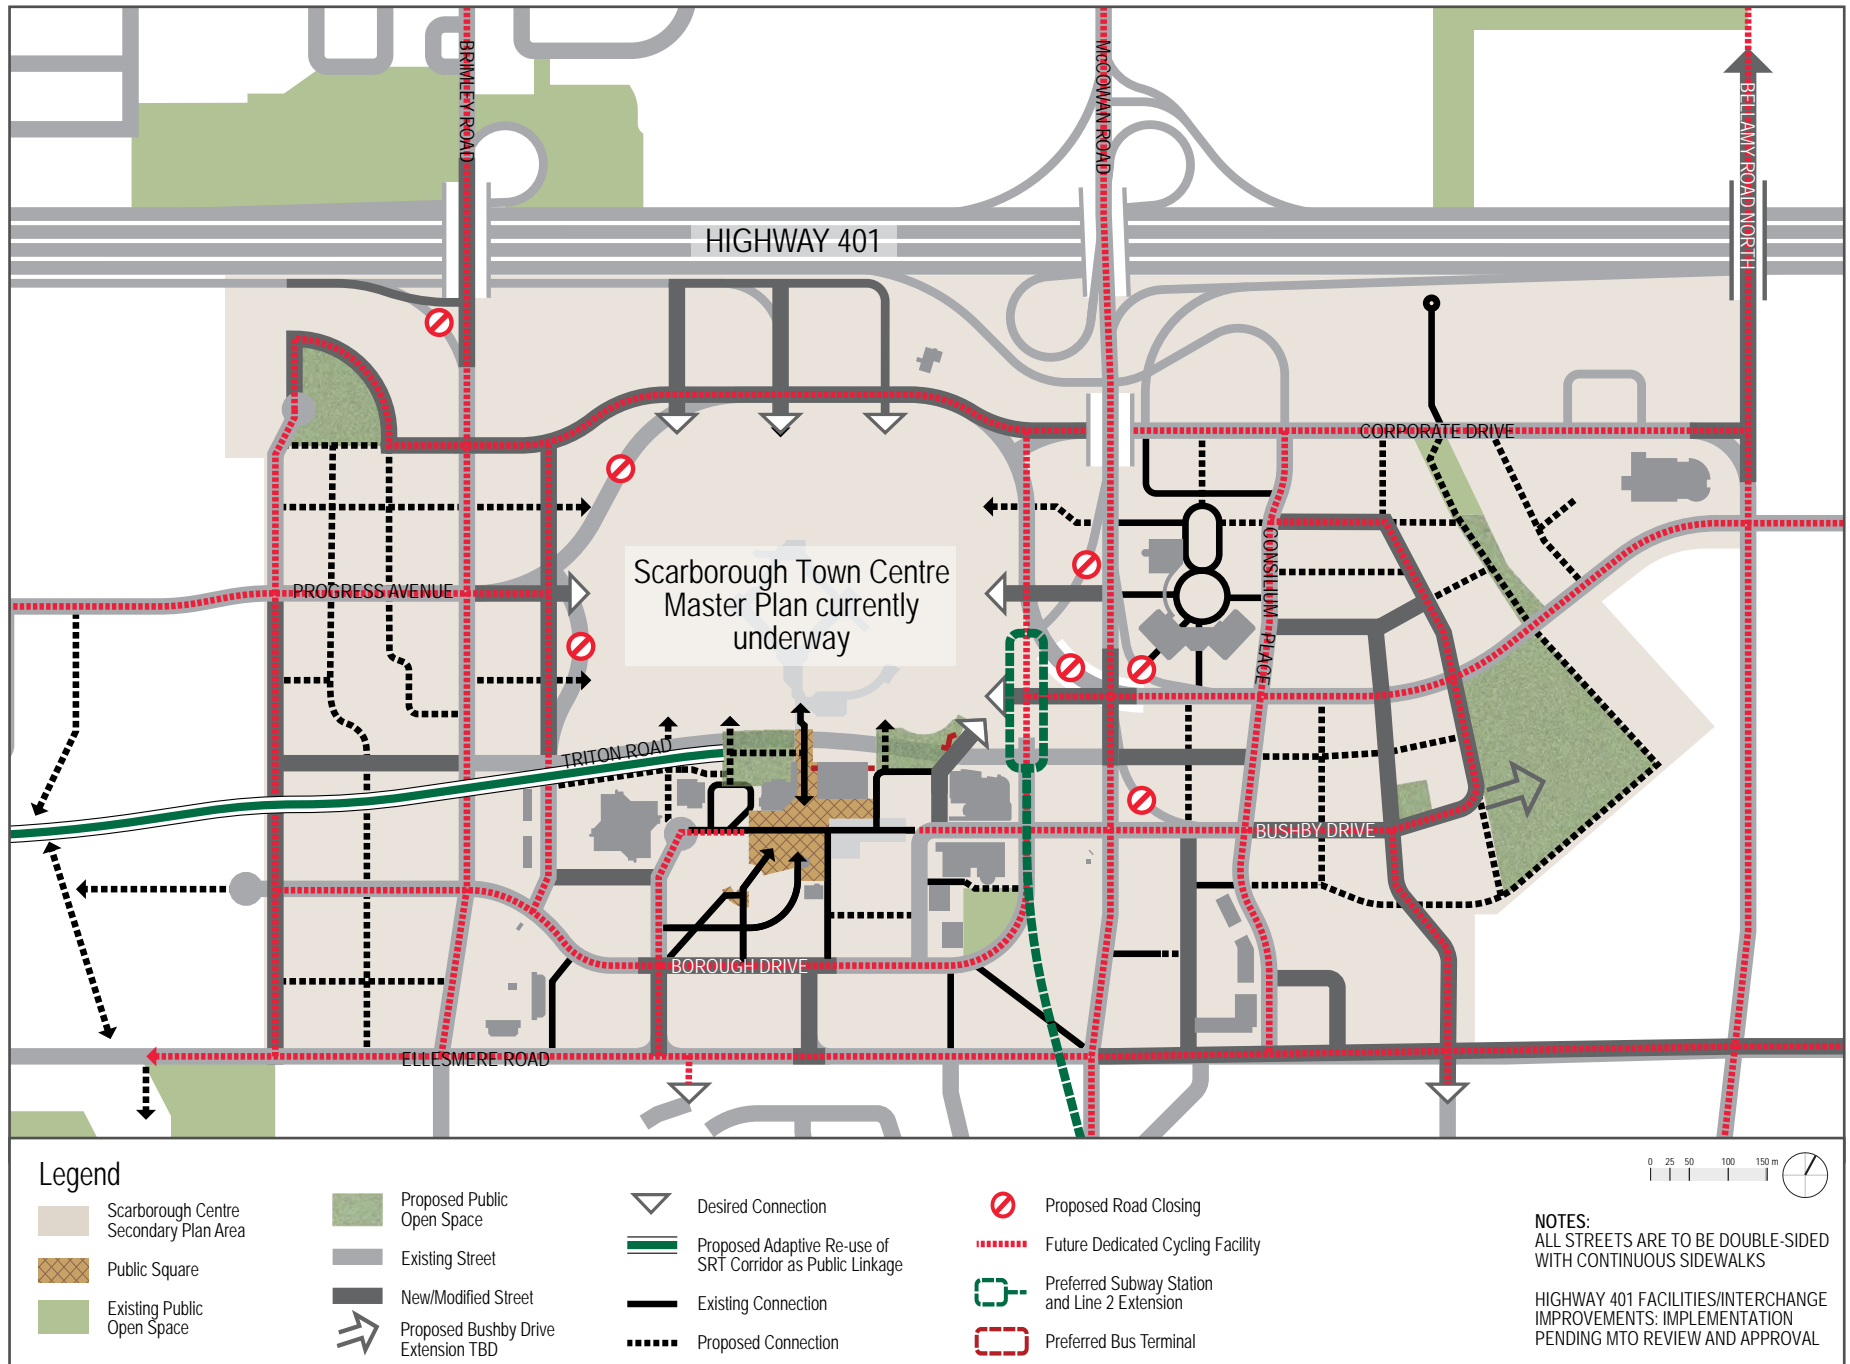 BRIMLEY ROAD
McCOWAN ROAD
BELLAMY ROAD NORTH
HIGHWAY 401
CORPORATE DRIVE
CONSILIUM PLACE
Scarborough Town Centre
Master Plan currently
underway
PROGRESS AVENUE
TRITON ROAD
BUSHBY DRIVE
BOROUGH DRIVE
ELLESMERE ROAD
Legend
Scarborough Centre
Secondary Plan Area
Public Square
Existing Public
Open Space
Proposed Public
Open Space
Existing Street
New/Modified Street
Proposed Bushby Drive
Extension TBD
Desired Connection
Proposed Adaptive Re-use of
SRT Corridor as Public Linkage
Existing Connection
Proposed Connection
Proposed Road Closing
Future Dedicated Cycling Facility
Preferred Subway Station
and Line 2 Extension
Preferred Bus Terminal
0 25 50 100 150 m
NOTES:
ALL STREETS ARE TO BE DOUBLE-SIDED
WITH CONTINUOUS SIDEWALKS
HIGHWAY 401 FACILITIES/INTERCHANGE
IMPROVEMENTS: IMPLEMENTATION
PENDING MTO REVIEW AND APPROVAL